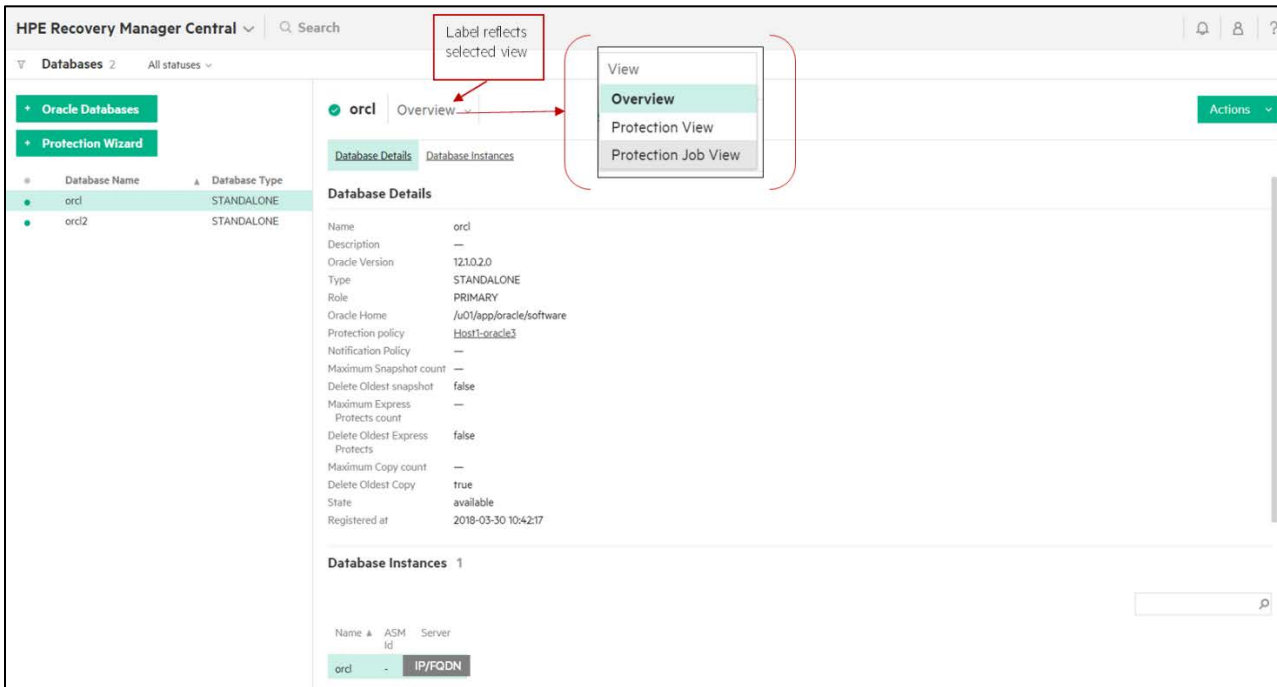 HPE Recovery Manager Central
Search
?
Label reflects
selected view
Databases 2 All statuses
+ Oracle Databases
+ Protection Wizard
Database Name Database Type
orcl STANDALONE
orcl2 STANDALONE
orcl Overview
View
Overview
Protection View
Protection Job View
Actions
Database Details Database Instances
Database Details
Name orcl
Description —
Oracle Version 12.1.0.2.0
Type STANDALONE
Role PRIMARY
Oracle Home /u01/app/oracle/software
Protection policy Host1-oracle3
Notification Policy —
Maximum Snapshot count —
Delete Oldest snapshot false
Maximum Express —
Protects count
Delete Oldest Express false
Protects
Maximum Copy count —
Delete Oldest Copy true
State available
Registered at 2018-03-30 10:42:17
Database Instances 1
Name ASM Server
Id
orcl - IP/FQDN